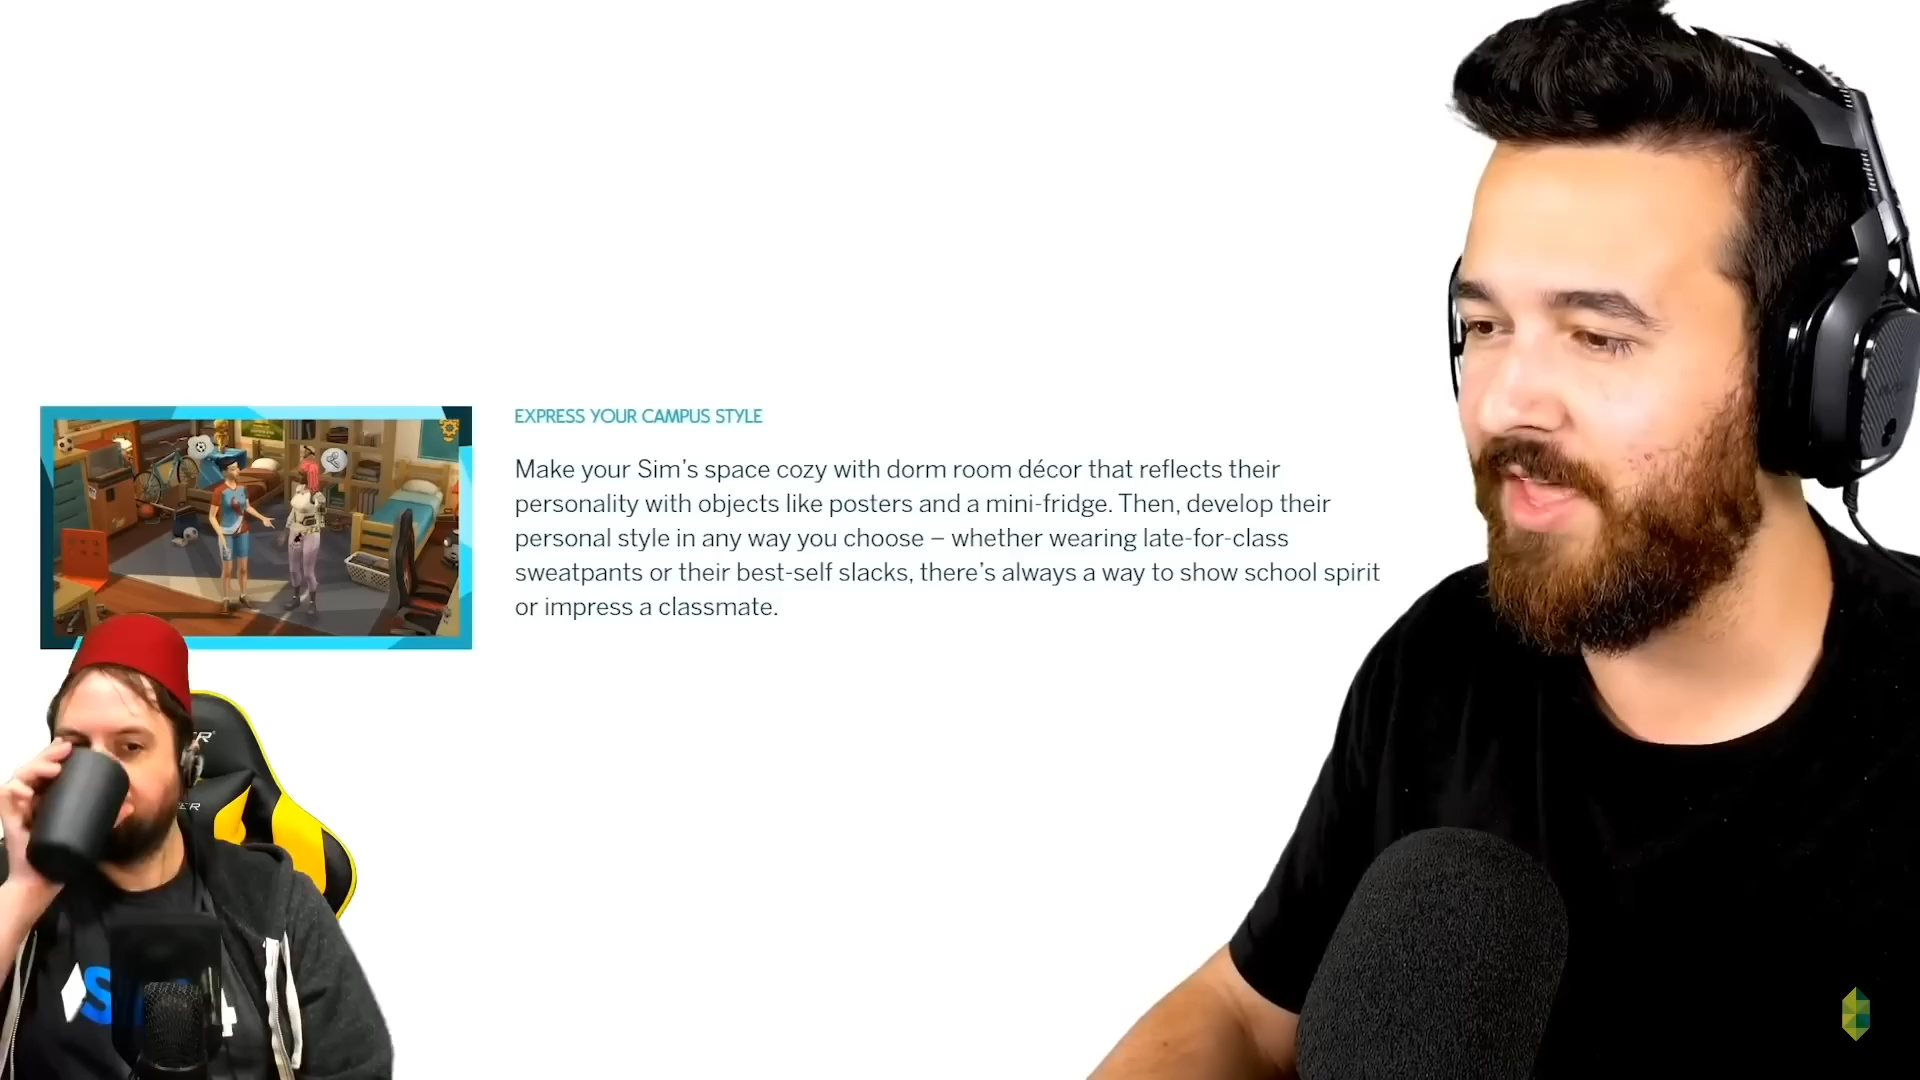 EXPRESS YOUR CAMPUS STYLE
Make your Sim's space cozy with dorm room décor that reflects their
personality with objects like posters and a mini-fridge. Then, develop their
personal style in any way you choose – whether wearing late-for-class
sweatpants or their best-self slacks, there's always a way to show school spirit
or impress a classmate.